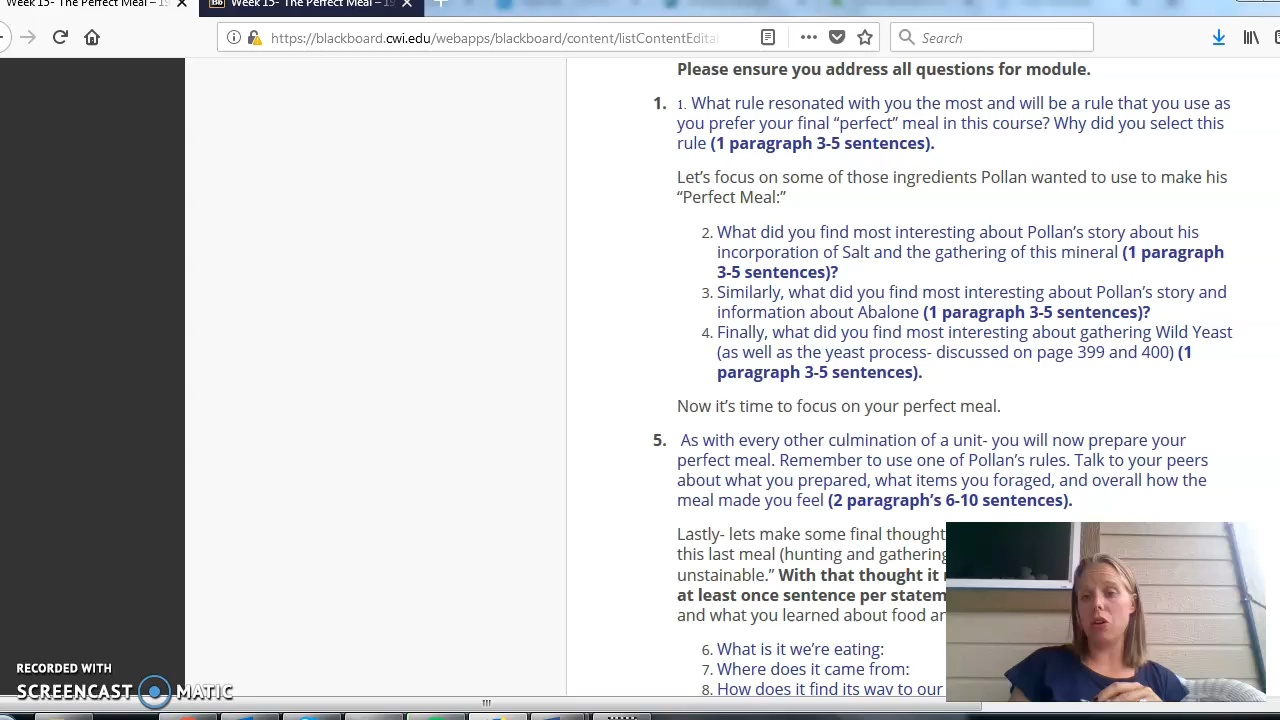 Week 15- The Perfect Meal – 19
Bb Week 15- The Perfect Meal – 19
https://blackboard.cwi.edu/webapps/blackboard/content/listContentEdita
Search
Please ensure you address all questions for module.
1. 1. What rule resonated with you the most and will be a rule that you use as
you prefer your final “perfect” meal in this course? Why did you select this
rule (1 paragraph 3-5 sentences).
Let’s focus on some of those ingredients Pollan wanted to use to make his
“Perfect Meal:”
2. What did you find most interesting about Pollan’s story about his
incorporation of Salt and the gathering of this mineral (1 paragraph
3-5 sentences)?
3. Similarly, what did you find most interesting about Pollan’s story and
information about Abalone (1 paragraph 3-5 sentences)?
4. Finally, what did you find most interesting about gathering Wild Yeast
(as well as the yeast process- discussed on page 399 and 400) (1
paragraph 3-5 sentences).
Now it’s time to focus on your perfect meal.
5. As with every other culmination of a unit- you will now prepare your
perfect meal. Remember to use one of Pollan’s rules. Talk to your peers
about what you prepared, what items you foraged, and overall how the
meal made you feel (2 paragraph’s 6-10 sentences).
Lastly- lets make some final thought
this last meal (hunting and gathering
unstainable.” With that thought it
at least once sentence per statem
and what you learned about food
6. What is it we’re eating:
7. Where does it came from:
8. How does it find its way to our
RECORDED WITH
SCREENCAST MATIC